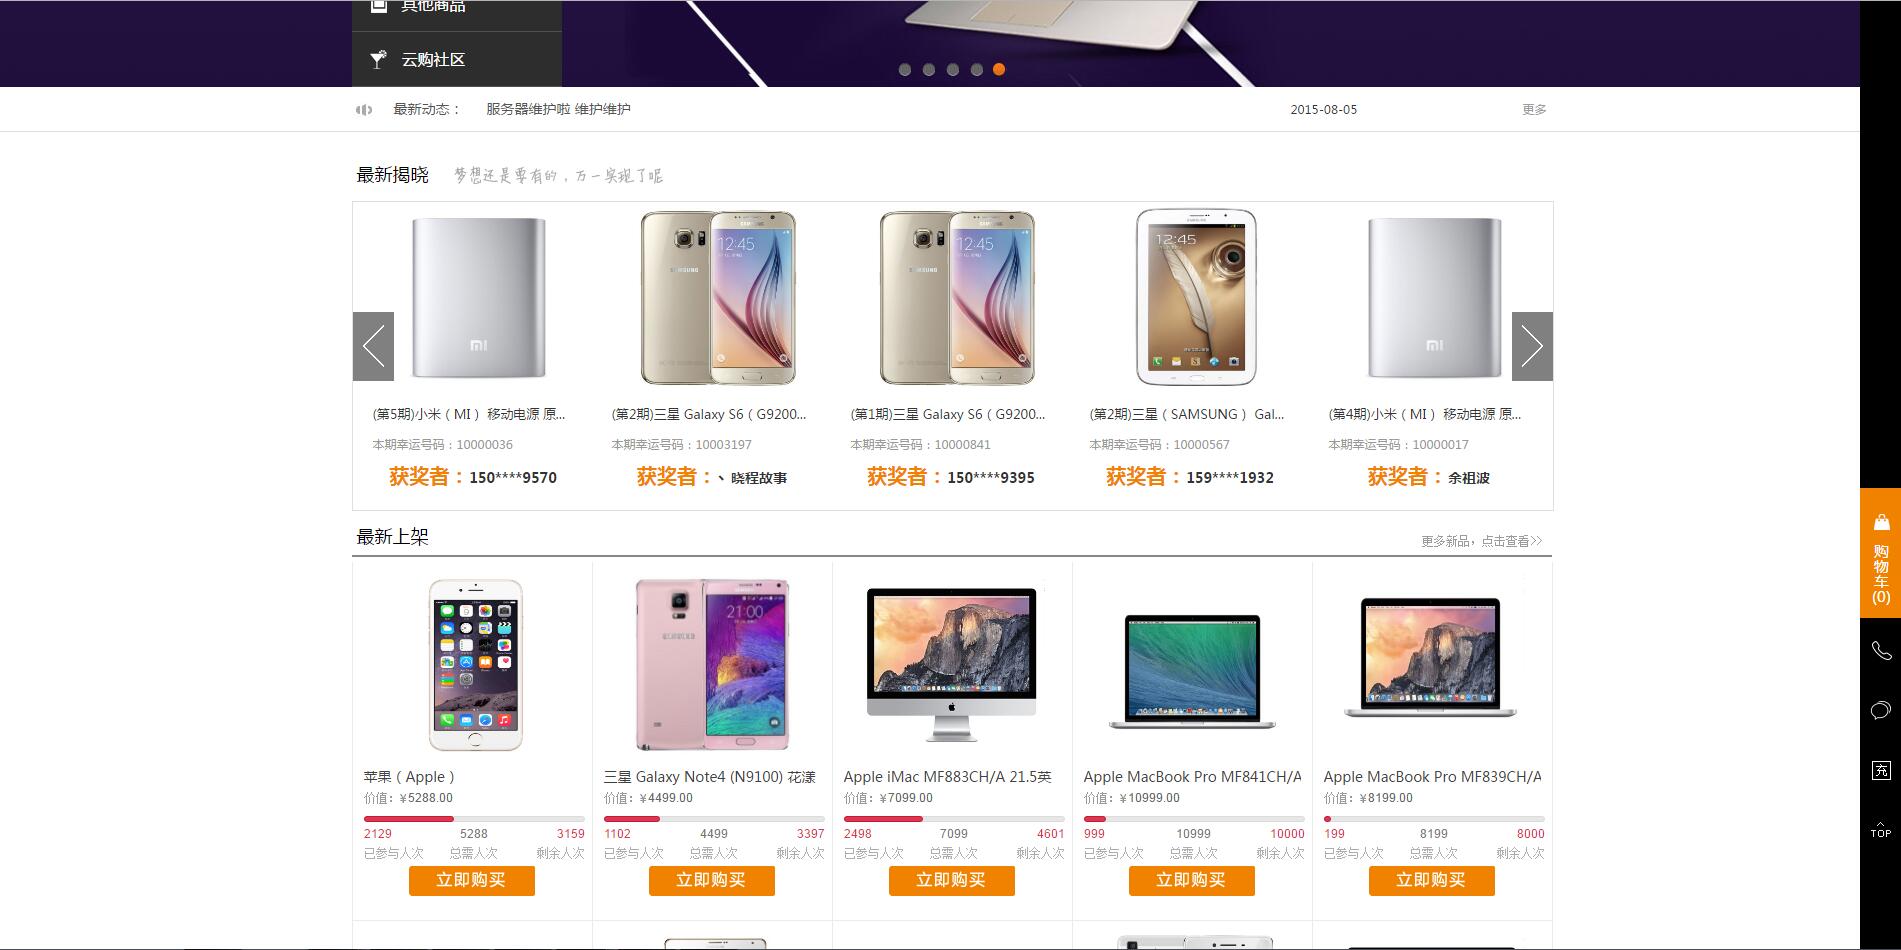 其他商品
云购社区
最新动态： 服务器维护啦 维护维护 2015-08-05 更多
最新揭晓 梦想还是要有的，万一实现了呢
(第5期)小米（MI） 移动电源 原...
本期幸运号码：10000036
获奖者：150****9570
(第2期)三星 Galaxy S6（G9200...
本期幸运号码：10003197
获奖者：丶晓程故事
(第1期)三星 Galaxy S6（G9200...
本期幸运号码：10000841
获奖者：150****9395
(第2期)三星（SAMSUNG） Gal...
本期幸运号码：10000567
获奖者：159****1932
(第4期)小米（MI） 移动电源 原...
本期幸运号码：10000017
获奖者：余祖波
最新上架 更多新品，点击查看>>
苹果（Apple）
价值：¥5288.00
2129 5288 3159
已参与人次 总需人次 剩余人次
立即购买
三星 Galaxy Note4 (N9100) 花漾
价值：¥4499.00
1102 4499 3397
已参与人次 总需人次 剩余人次
立即购买
Apple iMac MF883CH/A 21.5英
价值：¥7099.00
2498 7099 4601
已参与人次 总需人次 剩余人次
立即购买
Apple MacBook Pro MF841CH/A
价值：¥10999.00
999 10999 10000
已参与人次 总需人次 剩余人次
立即购买
Apple MacBook Pro MF839CH/A
价值：¥8199.00
199 8199 8000
已参与人次 总需人次 剩余人次
立即购买
购物车
(0)
充
TOP